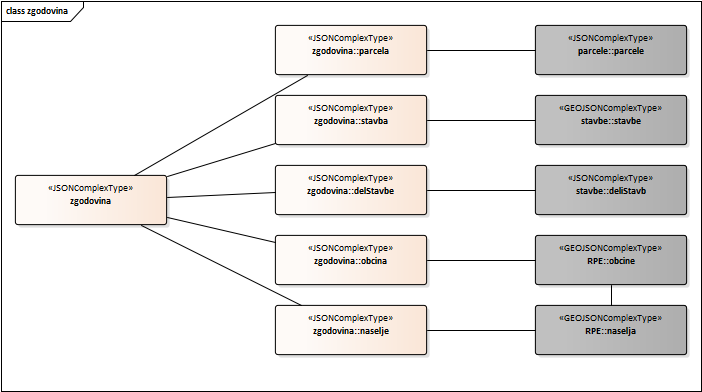 class zgodovina
«JSONComplexType»
zgodovina::parcela
«JSONComplexType»
parcele::parcele
«JSONComplexType»
zgodovina::stavba
«GEOJSONComplexType»
stavbe::stavbe
«JSONComplexType»
zgodovina
«JSONComplexType»
zgodovina::delStavbe
«JSONComplexType»
stavbe::deliStavb
«JSONComplexType»
zgodovina::obcina
«GEOJSONComplexType»
RPE::obcine
«JSONComplexType»
zgodovina::naselje
«GEOJSONComplexType»
RPE::naselja